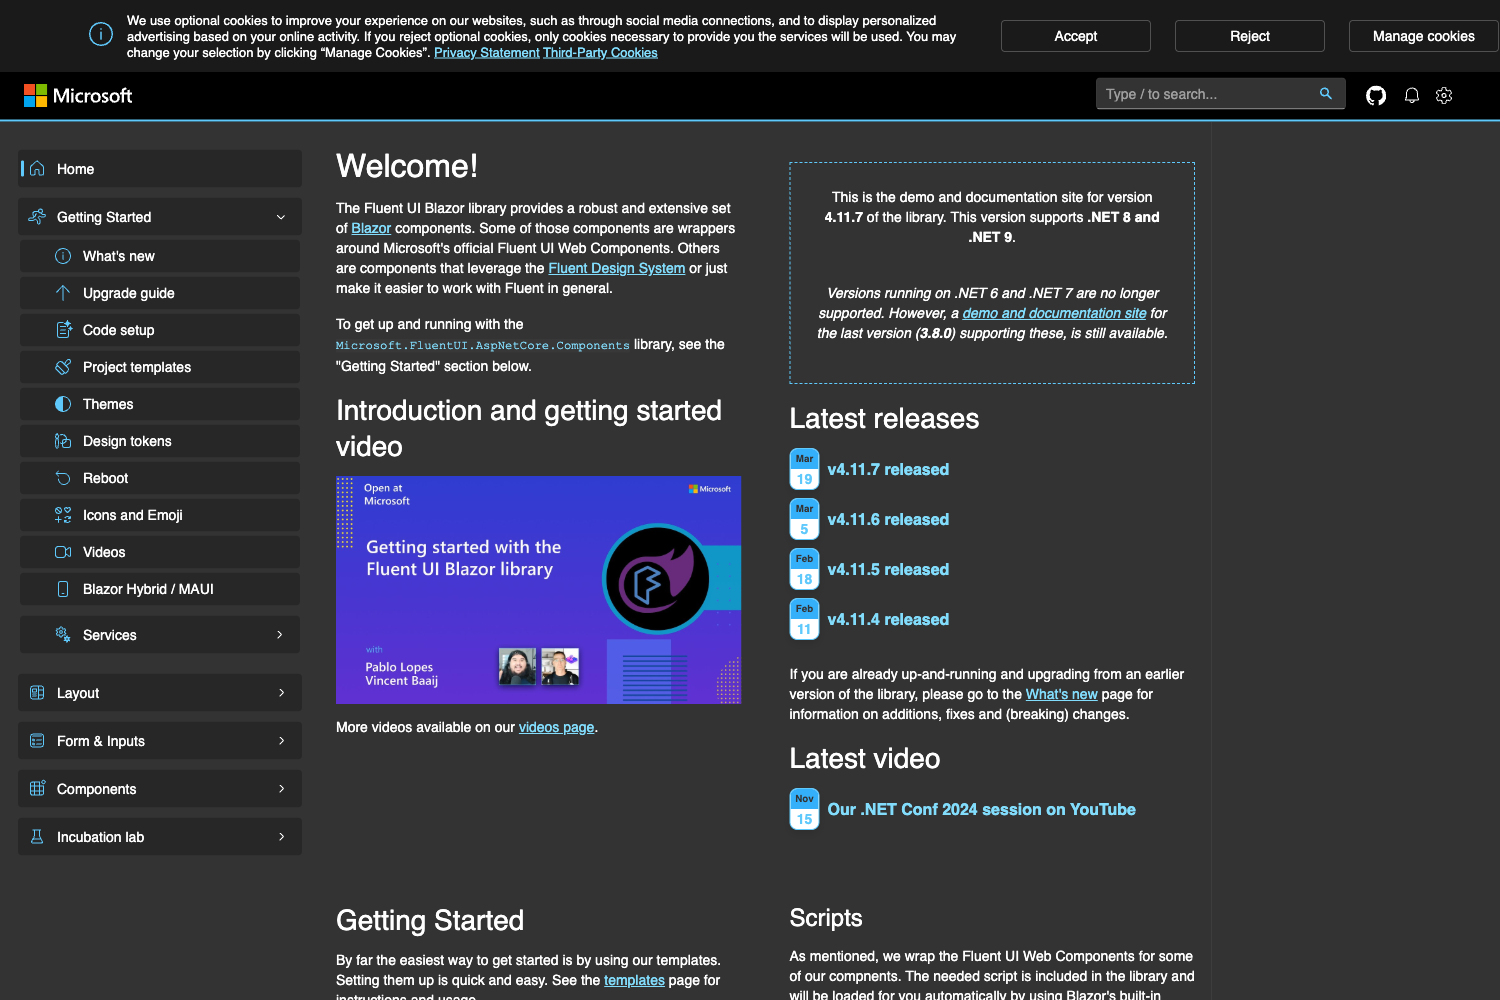 We use optional cookies to improve your experience on our websites, such as through social media connections, and to display personalized
advertising based on your online activity. If you reject optional cookies, only cookies necessary to provide you the services will be used. You may
change your selection by clicking “Manage Cookies”. Privacy Statement Third-Party Cookies
Accept
Reject
Manage cookies
Microsoft
Type / to search...
Home
Getting Started
What's new
Upgrade guide
Code setup
Project templates
Themes
Design tokens
Reboot
Icons and Emoji
Videos
Blazor Hybrid / MAUI
Services
Layout
Form & Inputs
Components
Incubation lab
Welcome!
The Fluent UI Blazor library provides a robust and extensive set
of Blazor components. Some of those components are wrappers
around Microsoft's official Fluent UI Web Components. Others
are components that leverage the Fluent Design System or just
make it easier to work with Fluent in general.
To get up and running with the
Microsoft.FluentUI.AspNetCore.Components library, see the
"Getting Started" section below.
Introduction and getting started
video
Open at
Microsoft
Microsoft
Getting started with the
Fluent UI Blazor library
with
Pablo Lopes
Vincent Baaij
More videos available on our videos page.
This is the demo and documentation site for version
4.11.7 of the library. This version supports .NET 8 and
.NET 9.
Versions running on .NET 6 and .NET 7 are no longer
supported. However, a demo and documentation site for
the last version (3.8.0) supporting these, is still available.
Latest releases
Mar
19
v4.11.7 released
Mar
5
v4.11.6 released
Feb
18
v4.11.5 released
Feb
11
v4.11.4 released
If you are already up-and-running and upgrading from an earlier
version of the library, please go to the What's new page for
information on additions, fixes and (breaking) changes.
Latest video
Nov
15
Our .NET Conf 2024 session on YouTube
Getting Started
By far the easiest way to get started is by using our templates.
Setting them up is quick and easy. See the templates page for
instructions and usage.
Scripts
As mentioned, we wrap the Fluent UI Web Components for some
of our compnents. The needed script is included in the library and
will be loaded for you automatically by using Blazor's built-in